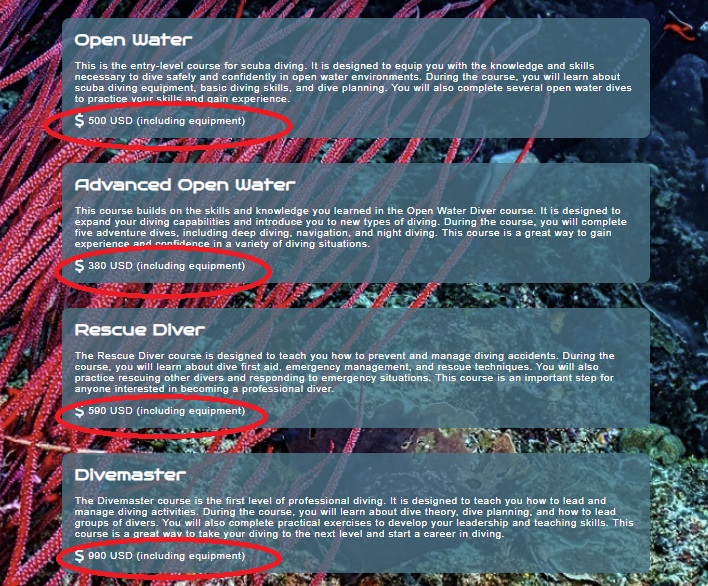 Open Water
This is the entry-level course for scuba diving. It is designed to equip you with the knowledge and skills
necessary to dive safely and confidently in open water environments. During the course, you will learn about
scuba diving equipment, basic diving skills, and dive planning. You will also complete several open water dives
to practice your skills and gain experience.
$ 500 USD (including equipment)
Advanced Open Water
This course builds on the skills and knowledge you learned in the Open Water Diver course. It is designed to
expand your diving capabilities and introduce you to new types of diving. During the course, you will complete
five adventure dives, including deep diving, navigation, and night diving. This course is a great way to gain
experience and confidence in a variety of diving situations.
$ 380 USD (including equipment)
Rescue Diver
The Rescue Diver course is designed to teach you how to prevent and manage diving accidents. During the
course, you will learn about dive first aid, emergency management, and rescue techniques. You will also
practice rescuing other divers and responding to emergency situations. This course is an important step for
anyone interested in becoming a professional diver.
$ 590 USD (including equipment)
Divemaster
The Divemaster course is the first level of professional diving. It is designed to teach you how to lead and
manage diving activities. During the course, you will learn about dive theory, dive planning, and how to lead
groups of divers. You will also complete practical exercises to develop your leadership and teaching skills. This
course is a great way to take your diving to the next level and start a career in diving.
$ 990 USD (including equipment)